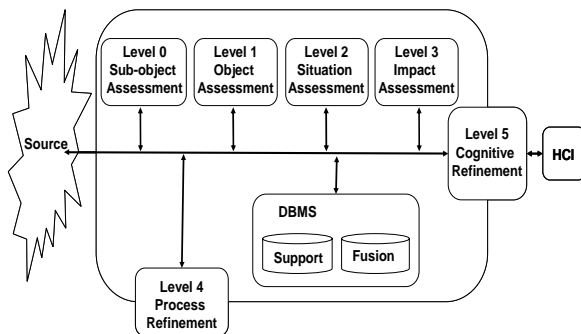 Level 0
Sub-object
Assessment
Level 1
Object
Assessment
Level 2
Situation
Assessment
Level 3
Impact
Assessment
Source
Level 5
Cognitive
Refinement
HCI
DBMS
Support
Fusion
Level 4
Process
Refinement